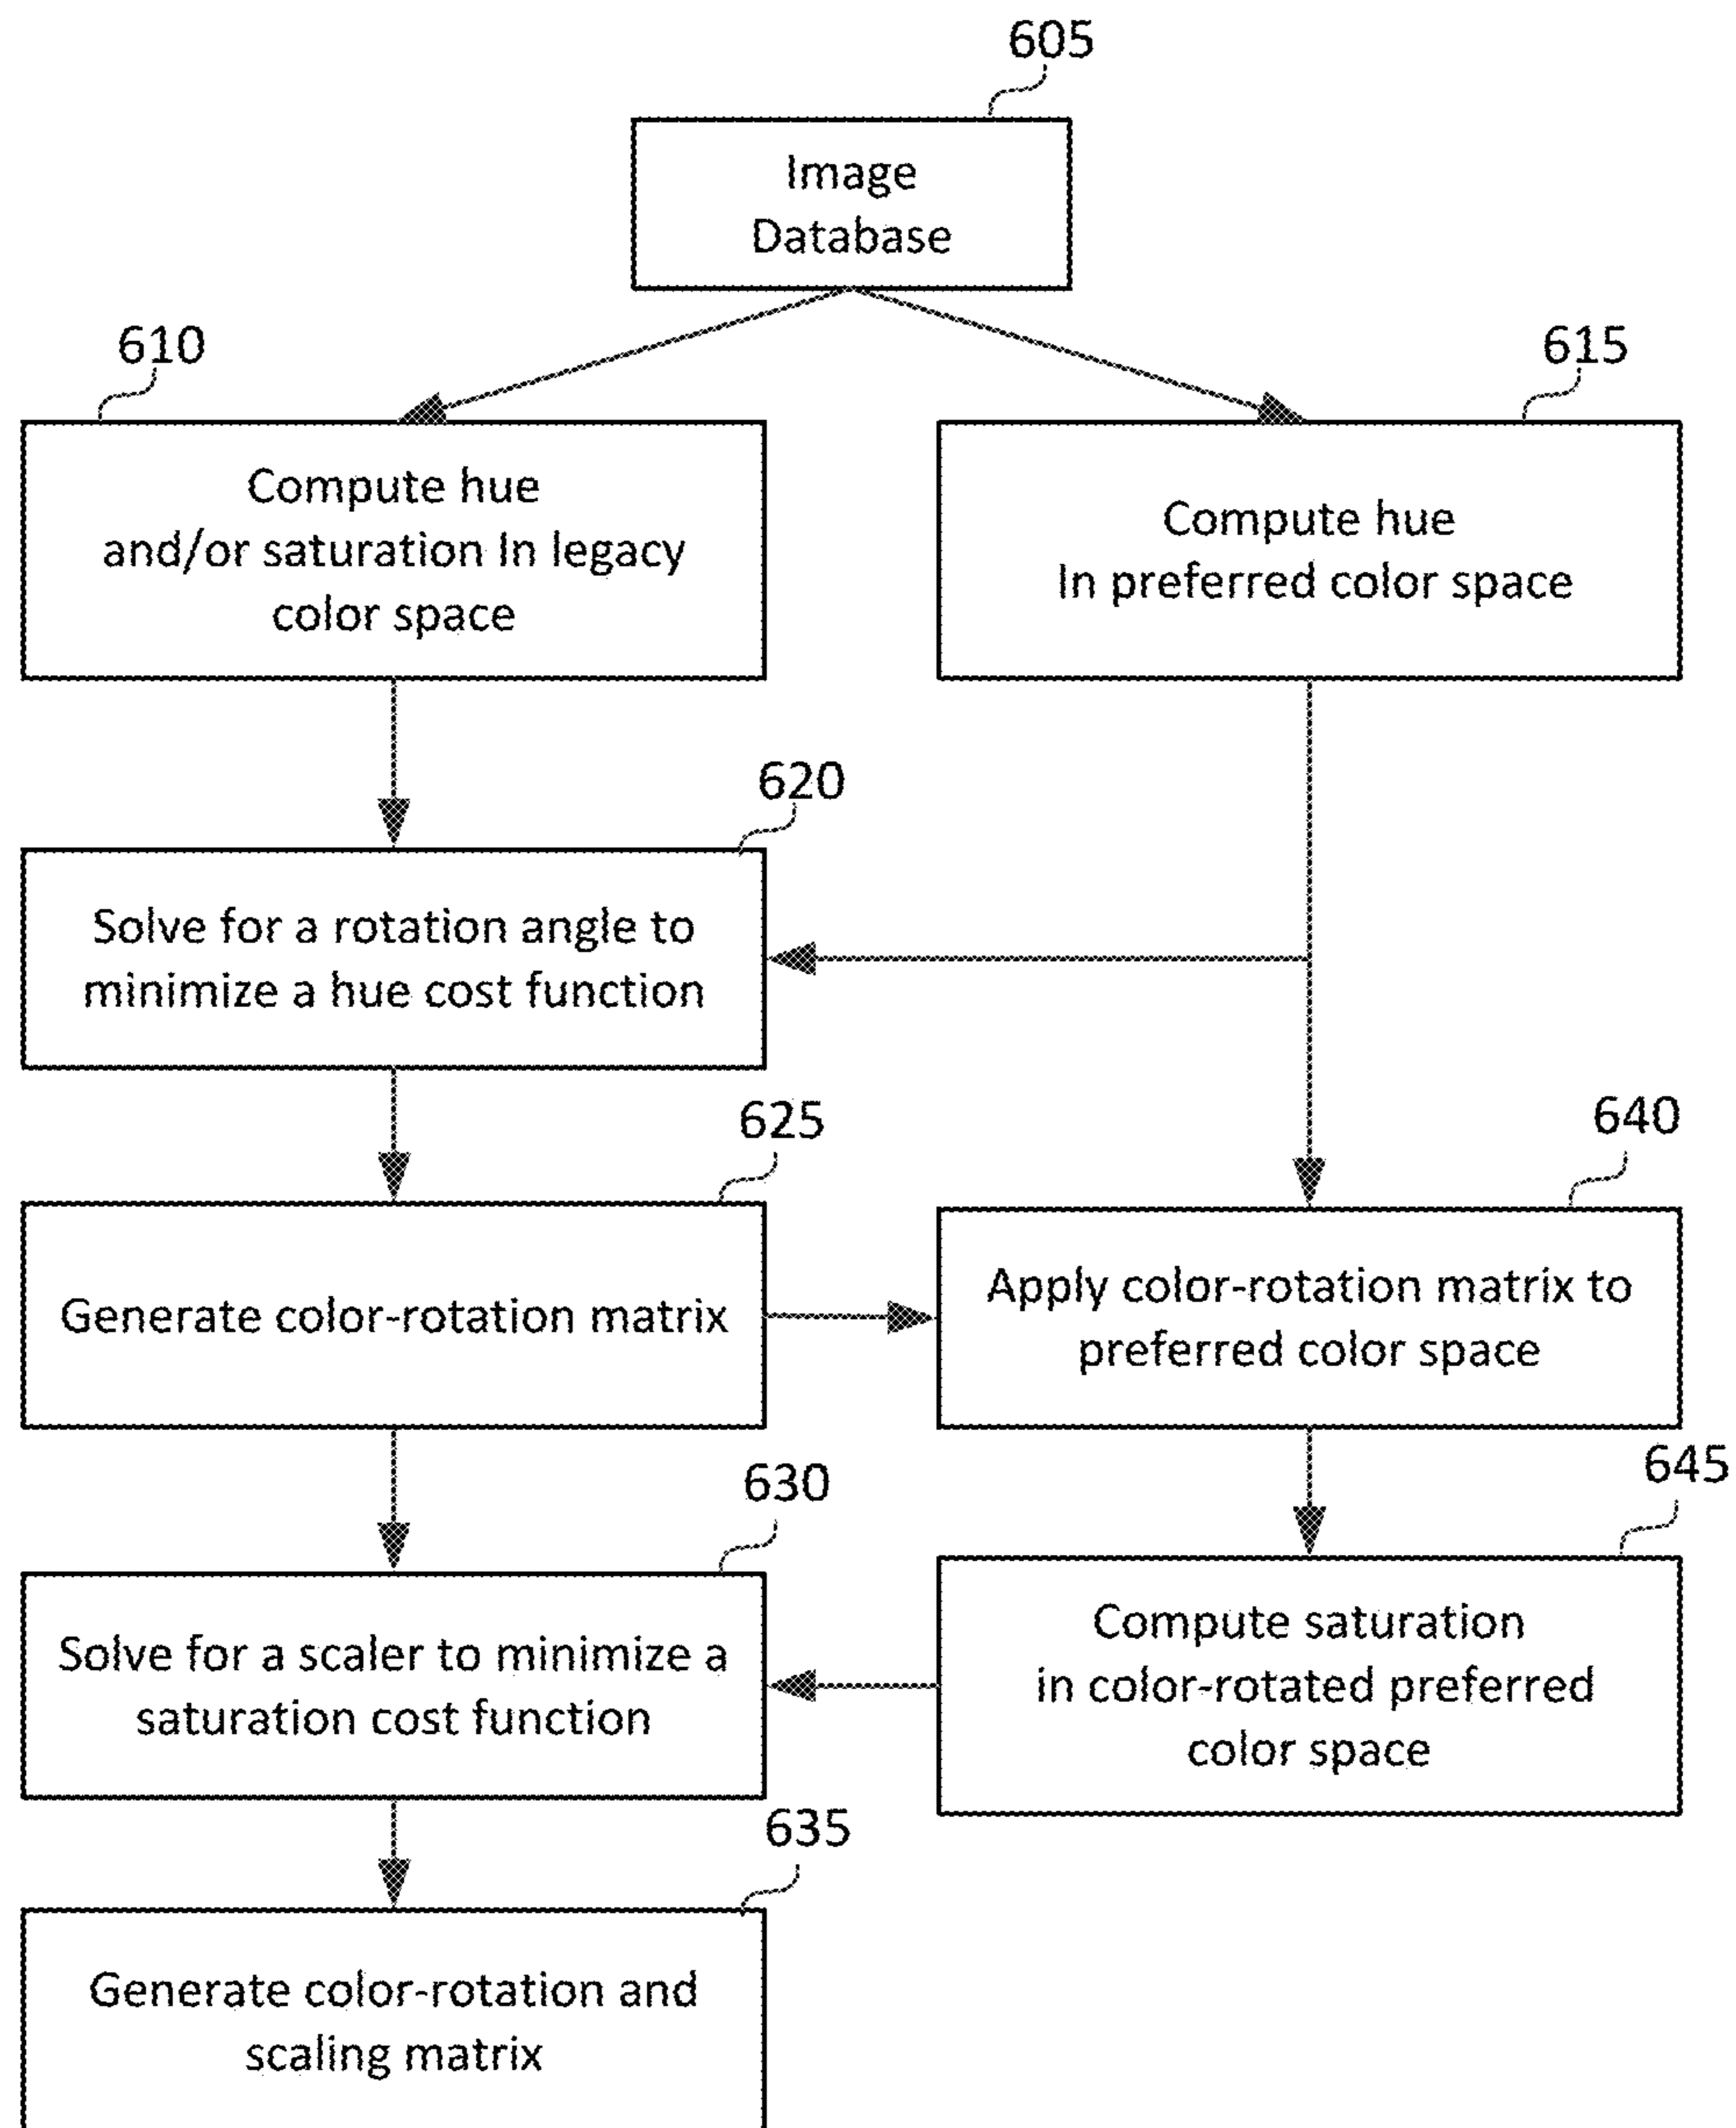 605
Image
Database
610
615
Compute hue
and/or saturation In legacy
color space
Compute hue
In preferred color space
620
Solve for a rotation angle to
minimize a hue cost function
625
640
Generate color-rotation matrix
Apply color-rotation matrix to
preferred color space
630
645
Solve for a scaler to minimize a
saturation cost function
Compute saturation
in color-rotated preferred
color space
635
Generate color-rotation and
scaling matrix